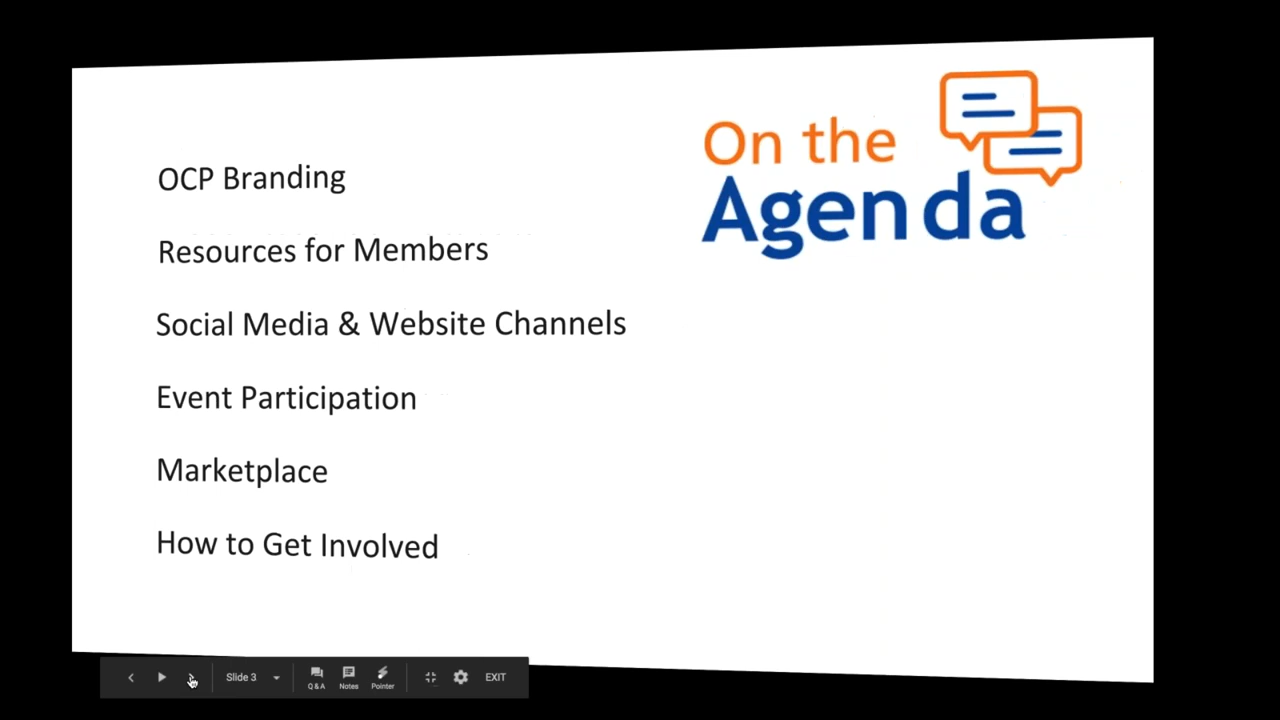 On the
Agenda
OCP Branding
Resources for Members
Social Media & Website Channels
Event Participation
Marketplace
How to Get Involved
Slide 3
Q & A
Notes
Pointer
EXIT